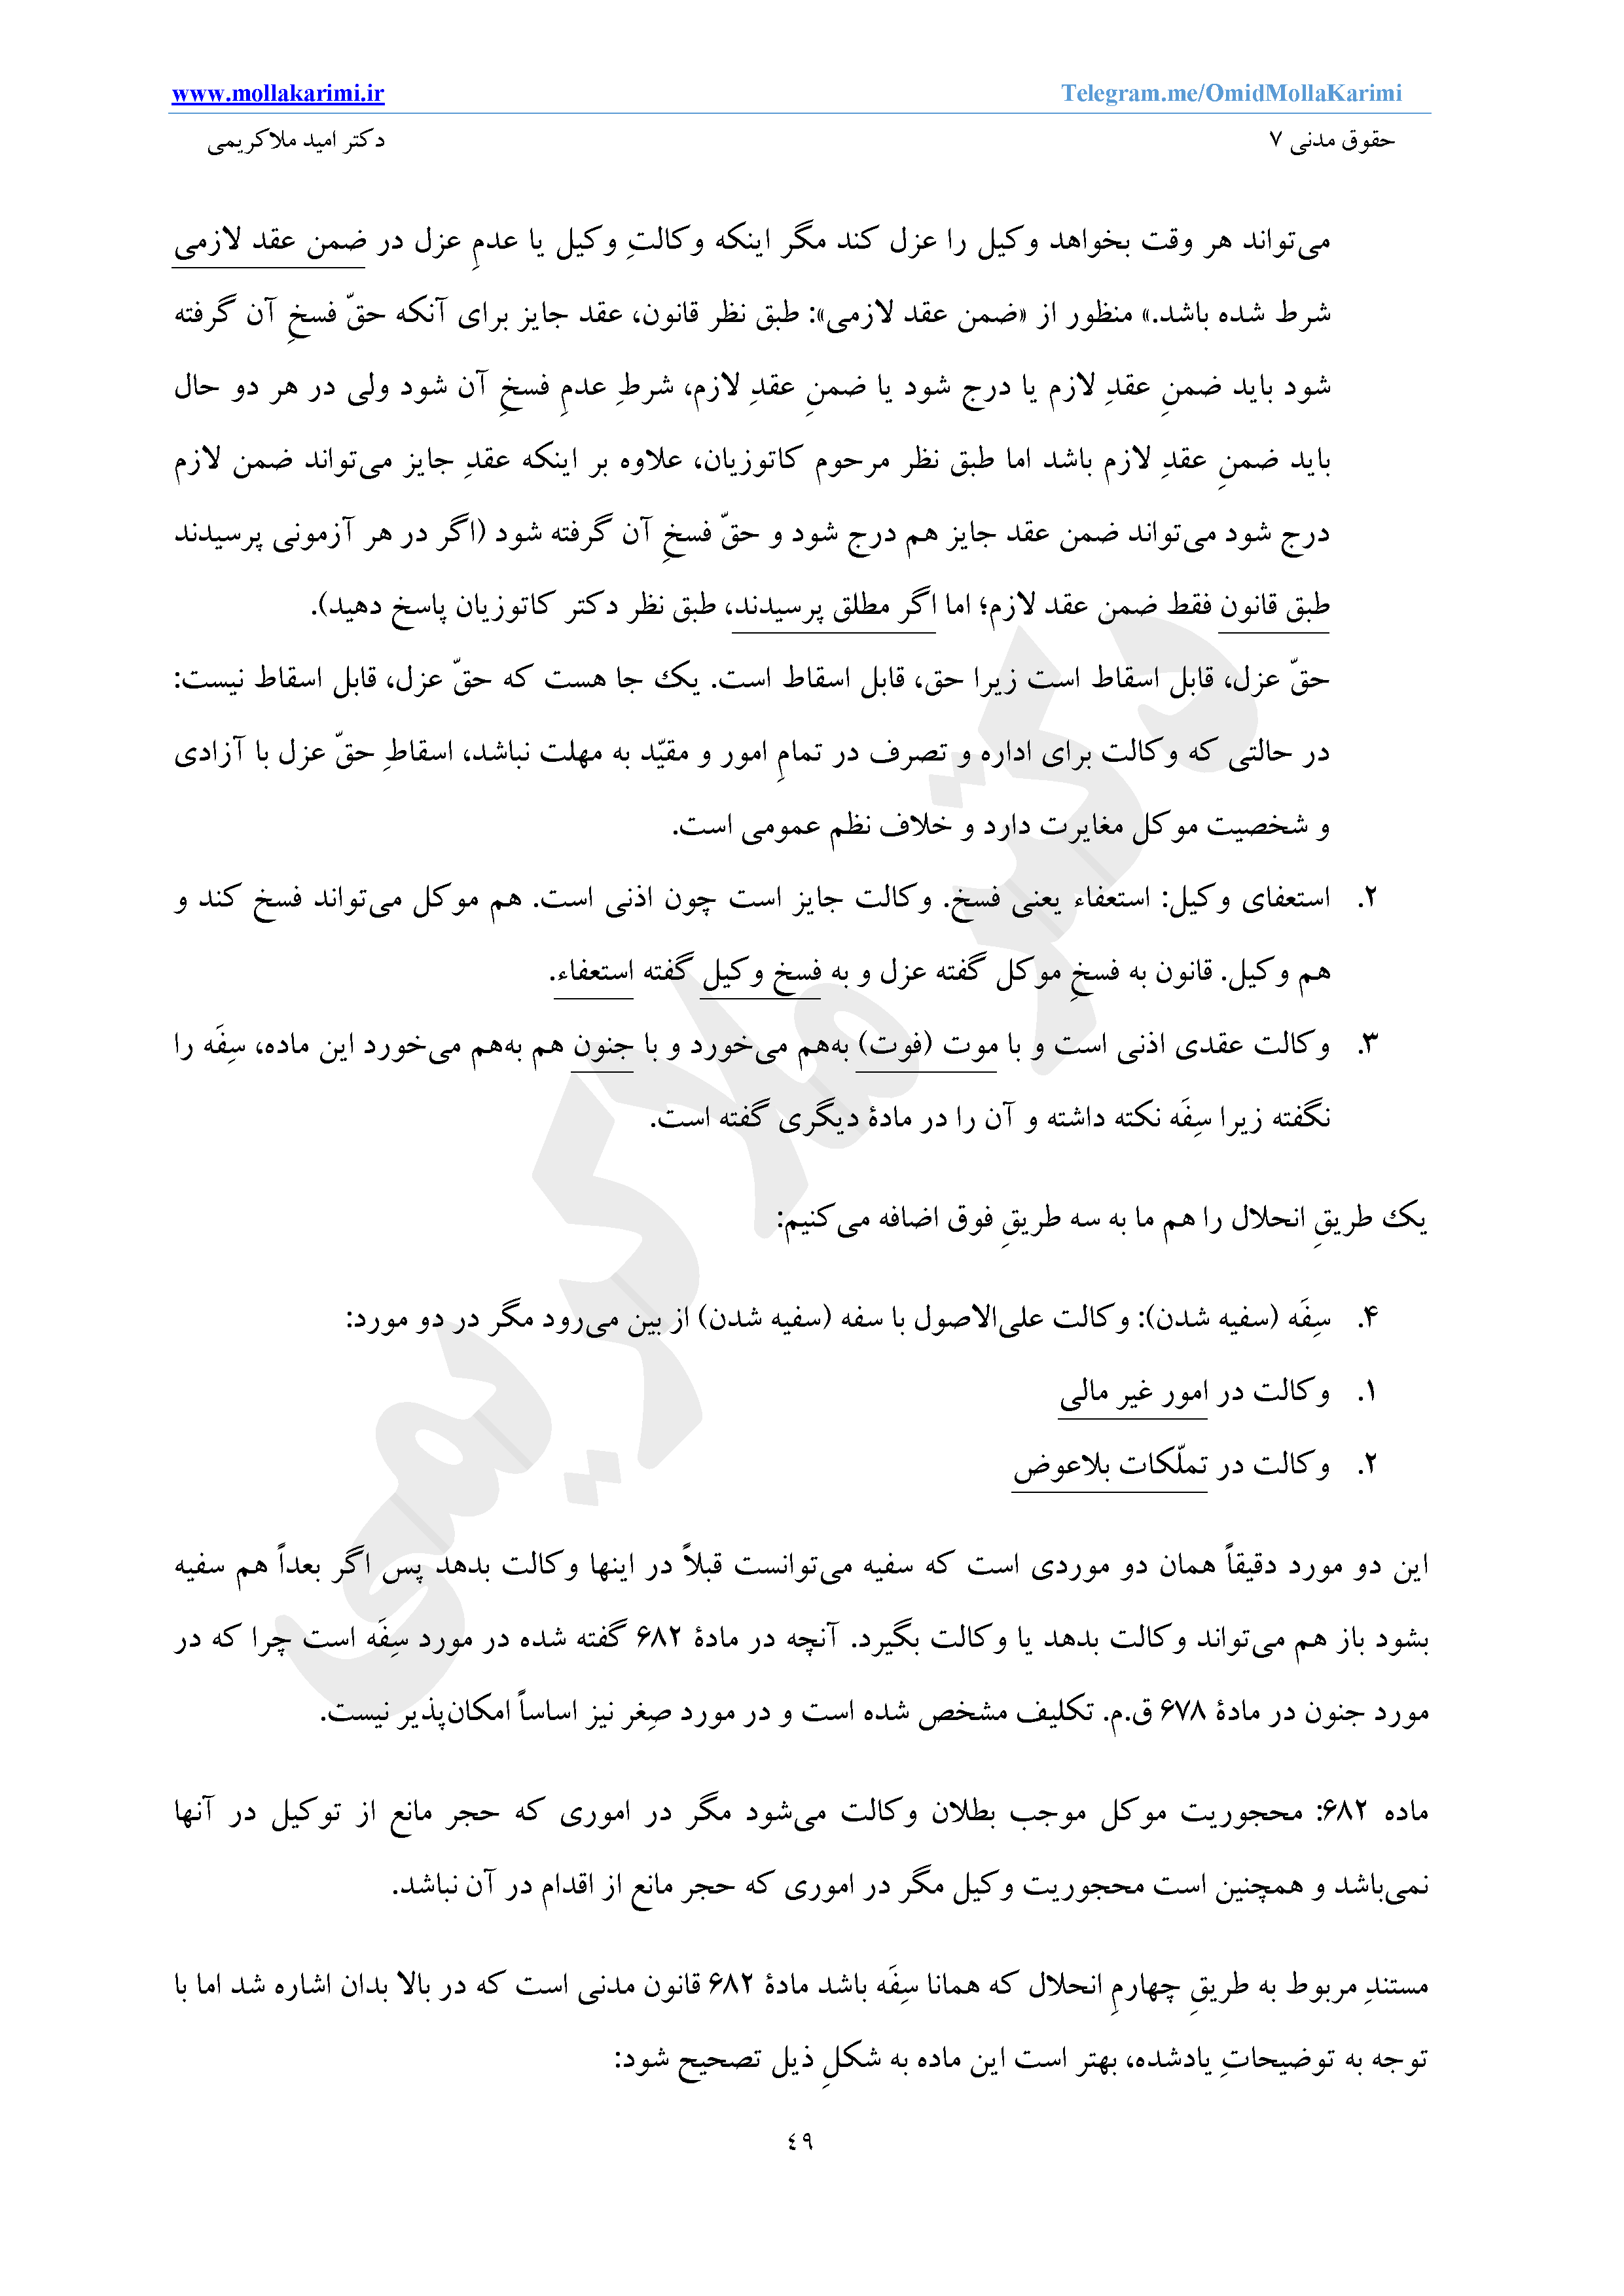 www.mollakarimi.ir
Telegram.me/OmidMollaKarimi
حقوق مدنی ۷
دکتر امید ملاکریمی
می‌تواند هر وقت بخواهد وکیل را عزل کند مگر اینکه وکالتِ وکیل یا عدمِ عزل در ضمن عقد لازمی
شرط شده باشد.» منظور از «ضمن عقد لازمی»: طبق نظر قانون، عقد جایز برای آنکه حقّ فسخِ آن گرفته
شود باید ضمنِ عقدِ لازم یا درج شود یا ضمنِ عقدِ لازم، شرطِ عدمِ فسخِ آن شود ولی در هر دو حال
باید ضمنِ عقدِ لازم باشد اما طبق نظر مرحوم کاتوزیان، علاوه بر اینکه عقدِ جایز می‌تواند ضمن لازم
درج شود می‌تواند ضمن عقد جایز هم درج شود و حقّ فسخِ آن گرفته شود (اگر در هر آزمونی پرسیدند
طبق قانون فقط ضمن عقد لازم؛ اما اگر مطلق پرسیدند، طبق نظر دکتر کاتوزیان پاسخ دهید).
حقّ عزل، قابل اسقاط است زیرا حق، قابل اسقاط است. یک جا هست که حقّ عزل، قابل اسقاط نیست:
در حالتی که وکالت برای اداره و تصرف در تمامِ امور و مقیّد به مهلت نباشد، اسقاطِ حقّ عزل با آزادی
و شخصیت موکل مغایرت دارد و خلاف نظم عمومی است.
۲. استعفای وکیل: استعفاء یعنی فسخ. وکالت جایز است چون اذنی است. هم موکل می‌تواند فسخ کند و
هم وکیل. قانون به فسخِ موکل گفته عزل و به فسخ وکیل گفته استعفاء.
۳. وکالت عقدی اذنی است و با موت (فوت) به‌هم می‌خورد و با جنون هم به‌هم می‌خورد این ماده، سِفَه را
نگفته زیرا سِفَه نکته داشته و آن را در مادۀ دیگری گفته است.
یک طریقِ انحلال را هم ما به سه طریقِ فوق اضافه می‌کنیم:
۴. سِفَه (سفیه شدن): وکالت علی‌الاصول با سفه (سفیه شدن) از بین می‌رود مگر در دو مورد:
۱. وکالت در امور غیر مالی
۲. وکالت در تملّکات بلاعوض
این دو مورد دقیقاً همان دو موردی است که سفیه می‌توانست قبلاً در اینها وکالت بدهد پس اگر بعداً هم سفیه
بشود باز هم می‌تواند وکالت بدهد یا وکالت بگیرد. آنچه در مادۀ ۶۸۲ گفته شده در مورد سِفَه است چرا که در
مورد جنون در مادۀ ۶۷۸ ق.م. تکلیف مشخص شده است و در مورد صِغر نیز اساساً امکان‌پذیر نیست.
ماده ۶۸۲: محجوریت موکل موجب بطلان وکالت می‌شود مگر در اموری که حجر مانع از توکیل در آنها
نمی‌باشد و همچنین است محجوریت وکیل مگر در اموری که حجر مانع از اقدام در آن نباشد.
مستندِ مربوط به طریقِ چهارمِ انحلال که همانا سِفَه باشد مادۀ ۶۸۲ قانون مدنی است که در بالا بدان اشاره شد اما با
توجه به توضیحاتِ یادشده، بهتر است این ماده به شکلِ ذیل تصحیح شود:
٤٩
دکتر ملاکریمی